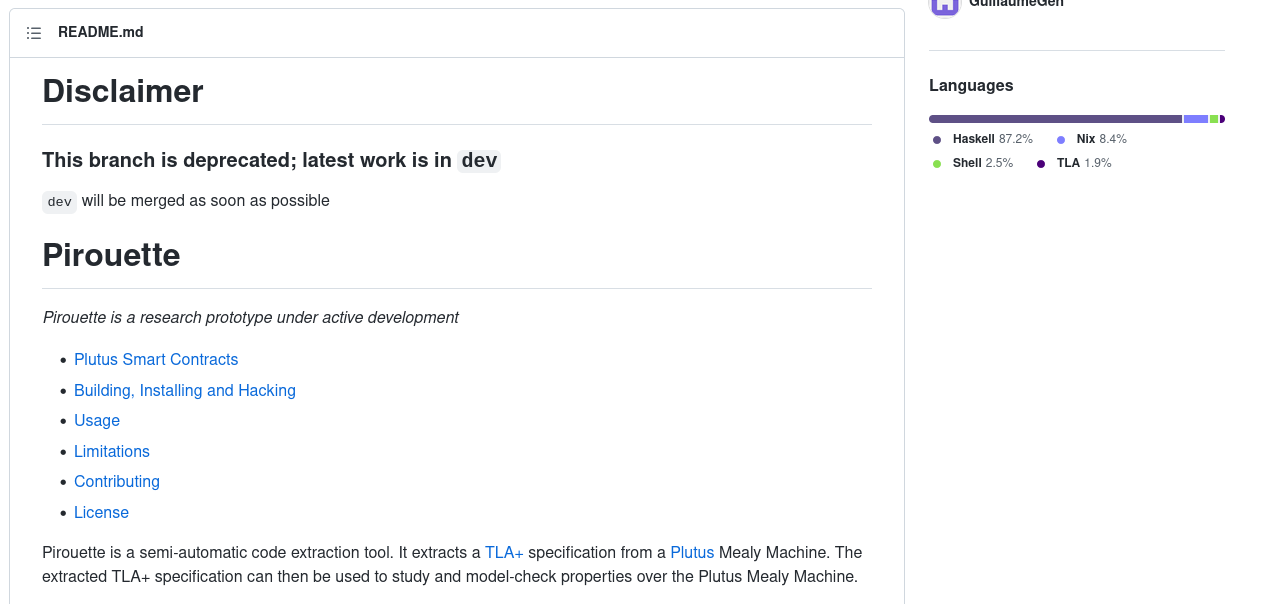 GuillaumeGen
README.md
Disclaimer
This branch is deprecated; latest work is in dev
dev will be merged as soon as possible
Pirouette
Pirouette is a research prototype under active development
Plutus Smart Contracts
Building, Installing and Hacking
Usage
Limitations
Contributing
License
Pirouette is a semi-automatic code extraction tool. It extracts a TLA+ specification from a Plutus Mealy Machine. The
extracted TLA+ specification can then be used to study and model-check properties over the Plutus Mealy Machine.
Languages
Haskell 87.2% Nix 8.4%
Shell 2.5% TLA 1.9%